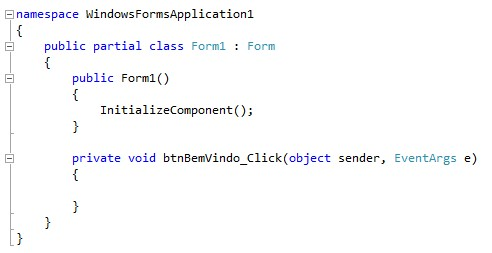 namespace WindowsFormsApplication1
{
    public partial class Form1 : Form
    {
        public Form1()
        {
            InitializeComponent();
        }

        private void btnBemVindo_Click(object sender, EventArgs e)
        {

        }
    }
}